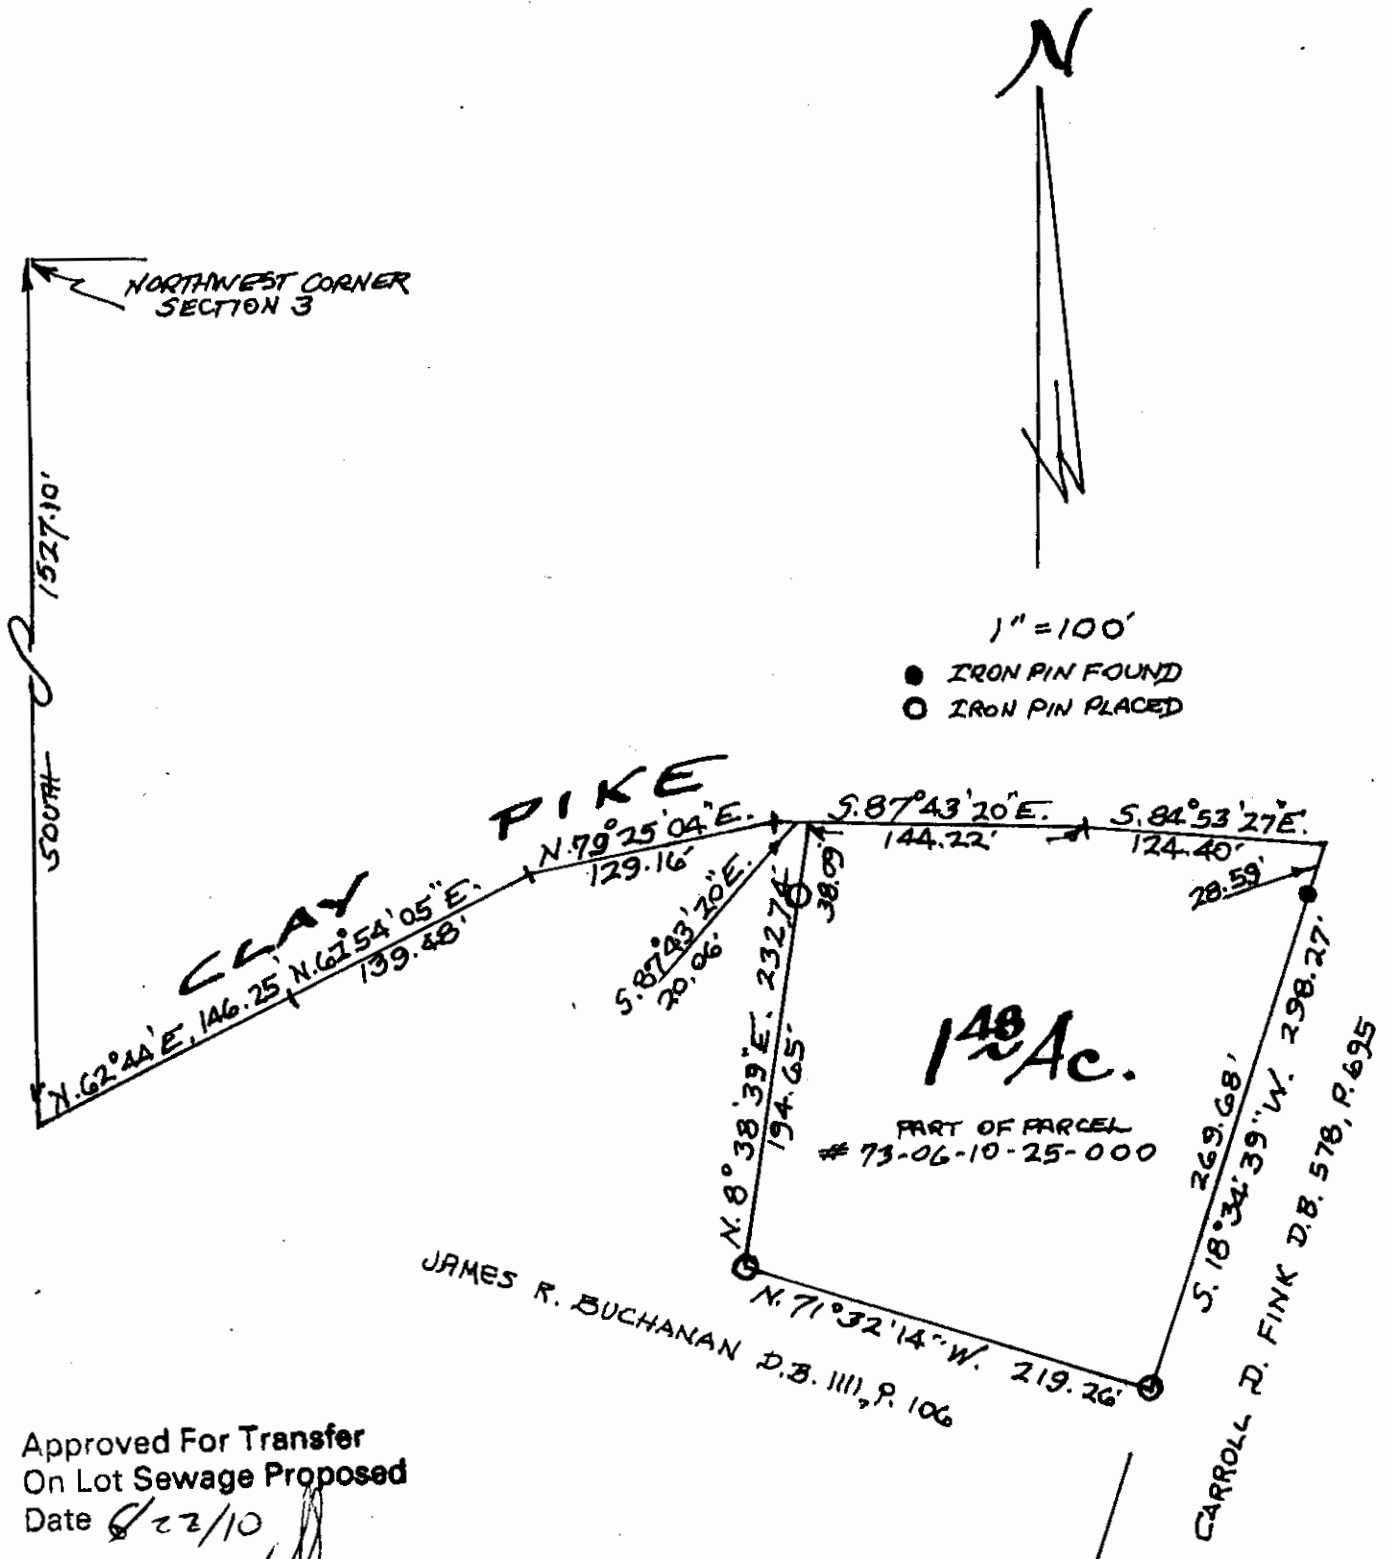 N
NORTHWEST CORNER
SECTION 3
1527.10'
SOUTH
1" = 100'
IRON PIN FOUND
IRON PIN PLACED
CLAY PIKE
N. 62° 44' E. 146.25'
N. 62° 54' 05" E.
139.48'
N. 79° 25' 04" E.
129.16'
S. 87° 43' 20" E.
20.06'
S. 87° 43' 20" E.
144.22'
S. 84° 53' 27" E.
124.40'
28.59'
38.09'
N. 8° 38' 39" E. 232.74'
194.65'
1 48 Ac.
PART OF PARCEL
# 73-06-10-25-000
269.68'
S. 18° 34' 39" W. 298.27'
CARROLL D. FINK D.B. 578, P. 695
N. 71° 32' 14" W. 219.26'
JAMES R. BUCHANAN D.B. 1111, P. 106
Approved For Transfer
On Lot Sewage Proposed
Date /22/10